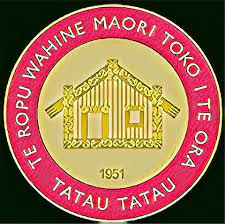 TE ROPU WAHINE MAORI TOKO I TE ORA
1951
TATAU TATAU